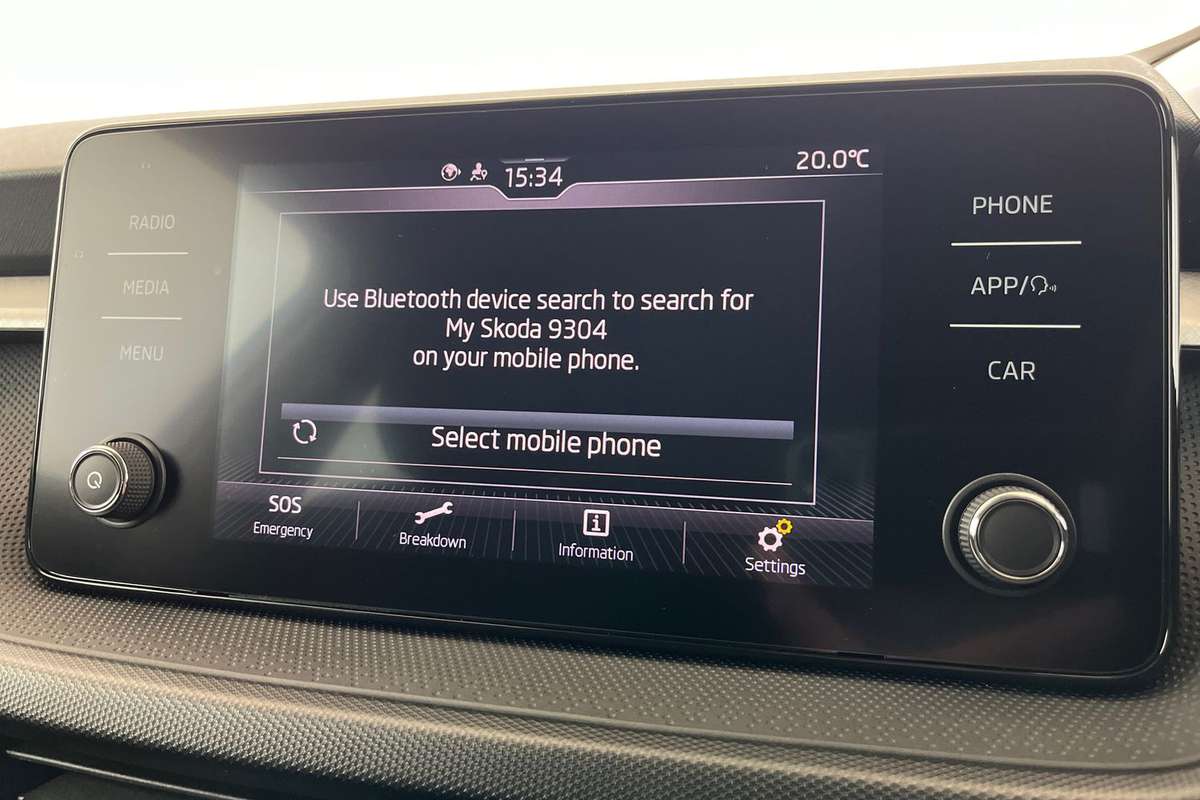 15:34
20.0°C
RADIO
MEDIA
MENU
PHONE
APP/
CAR
Use Bluetooth device search to search for
My Skoda 9304
on your mobile phone.
Select mobile phone
SOS
Emergency
Breakdown
Information
Settings